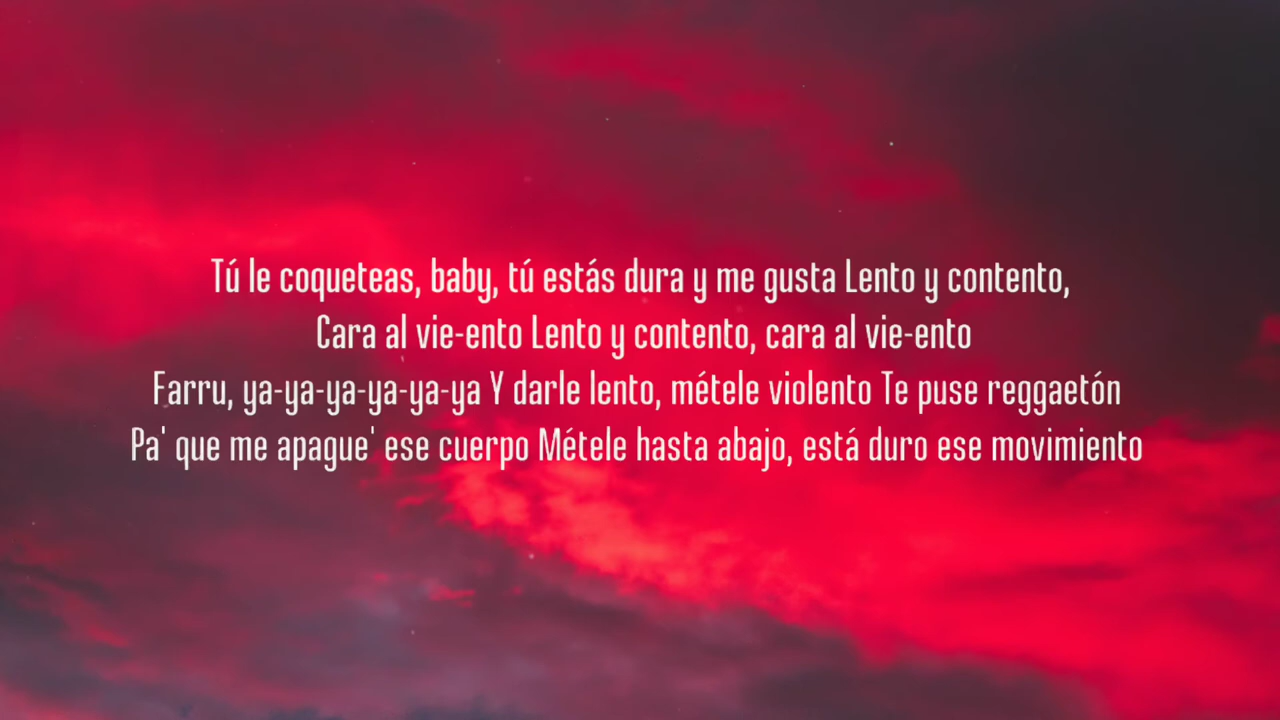 Tú le coqueteas, baby, tú estás dura y me gusta Lento y contento,
Cara al vie-ento Lento y contento, cara al vie-ento
Farru, ya-ya-ya-ya-ya-ya Y darle lento, métele violento Te puse reggaetón
Pa' que me apague' ese cuerpo Métele hasta abajo, está duro ese movimiento